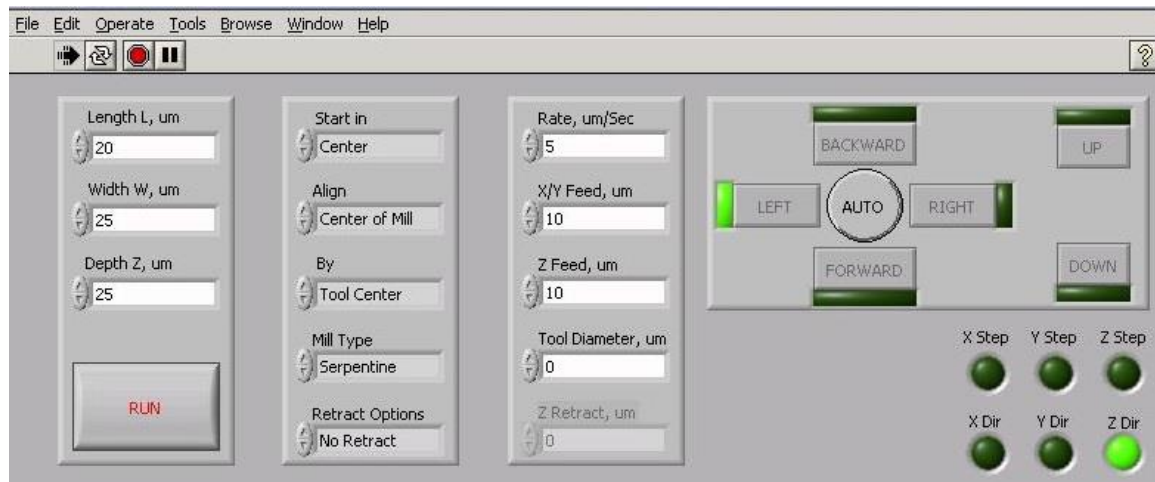 File Edit Operate Tools Browse Window Help
?
Length L, um
20
Width W, um
25
Depth Z, um
25
RUN
Start in
Center
Align
Center of Mill
By
Tool Center
Mill Type
Serpentine
Retract Options
No Retract
Rate, um/Sec
5
X/Y Feed, um
10
Z Feed, um
10
Tool Diameter, um
0
Z Retract, um
0
BACKWARD
UP
LEFT
AUTO
RIGHT
FORWARD
DOWN
X Step Y Step Z Step
X Dir Y Dir Z Dir